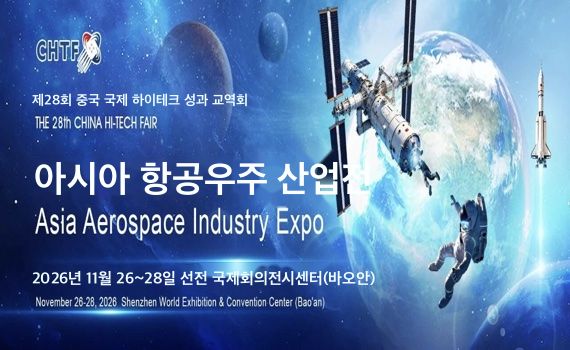 CHTF
제28회 중국 국제 하이테크 성과 교역회
THE 28th CHINA HI-TECH FAIR
아시아 항공우주 산업전
Asia Aerospace Industry Expo
2026년 11월 26~28일 선전 국제회의전시센터(바오안)
November 26-28, 2026 Shenzhen World Exhibition & Convention Center (Bao'an)